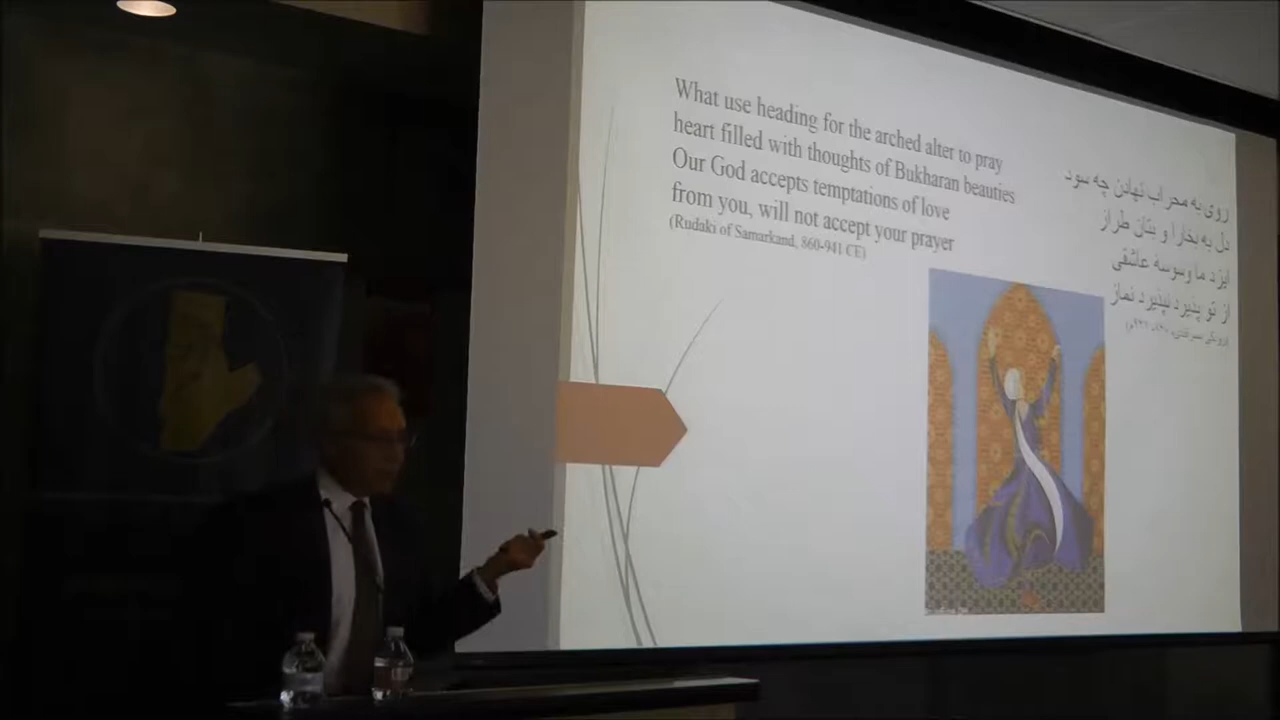 What use heading for the arched alter to pray
heart filled with thoughts of Bukharan beauties
Our God accepts temptations of love
from you, will not accept your prayer
(Rudaki of Samarkand, 860-941 CE)
روی به محراب نهادن چه سود
دل به بخارا و بتان طراز
ایزد ما وسوسهٔ عاشقی
از تو پذیرد نپذیرد نماز